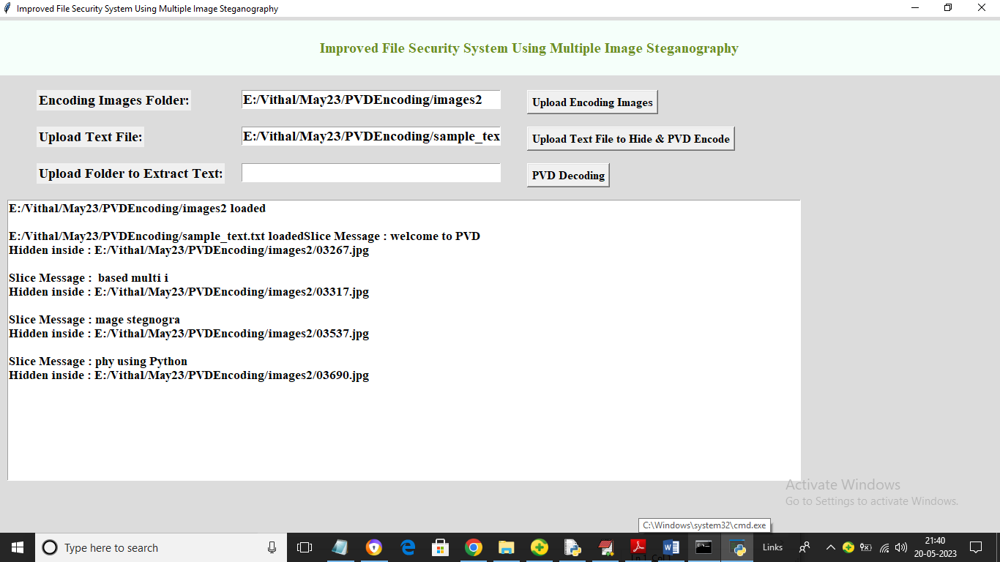 Improved File Security System Using Multiple Image Steganography
Improved File Security System Using Multiple Image Steganography
Encoding Images Folder:
E:/Vithal/May23/PVDEncoding/images2
Upload Encoding Images
Upload Text File:
E:/Vithal/May23/PVDEncoding/sample_tex
Upload Text File to Hide & PVD Encode
Upload Folder to Extract Text:
PVD Decoding
E:/Vithal/May23/PVDEncoding/images2 loaded
E:/Vithal/May23/PVDEncoding/sample_text.txt loadedSlice Message : welcome to PVD
Hidden inside : E:/Vithal/May23/PVDEncoding/images2/03267.jpg
Slice Message :  based multi i
Hidden inside : E:/Vithal/May23/PVDEncoding/images2/03317.jpg
Slice Message : mage stegnogra
Hidden inside : E:/Vithal/May23/PVDEncoding/images2/03537.jpg
Slice Message : phy using Python
Hidden inside : E:/Vithal/May23/PVDEncoding/images2/03690.jpg
Activate Windows
Go to Settings to activate Windows.
C:\Windows\system32\cmd.exe
Type here to search
Links
21:40
20-05-2023